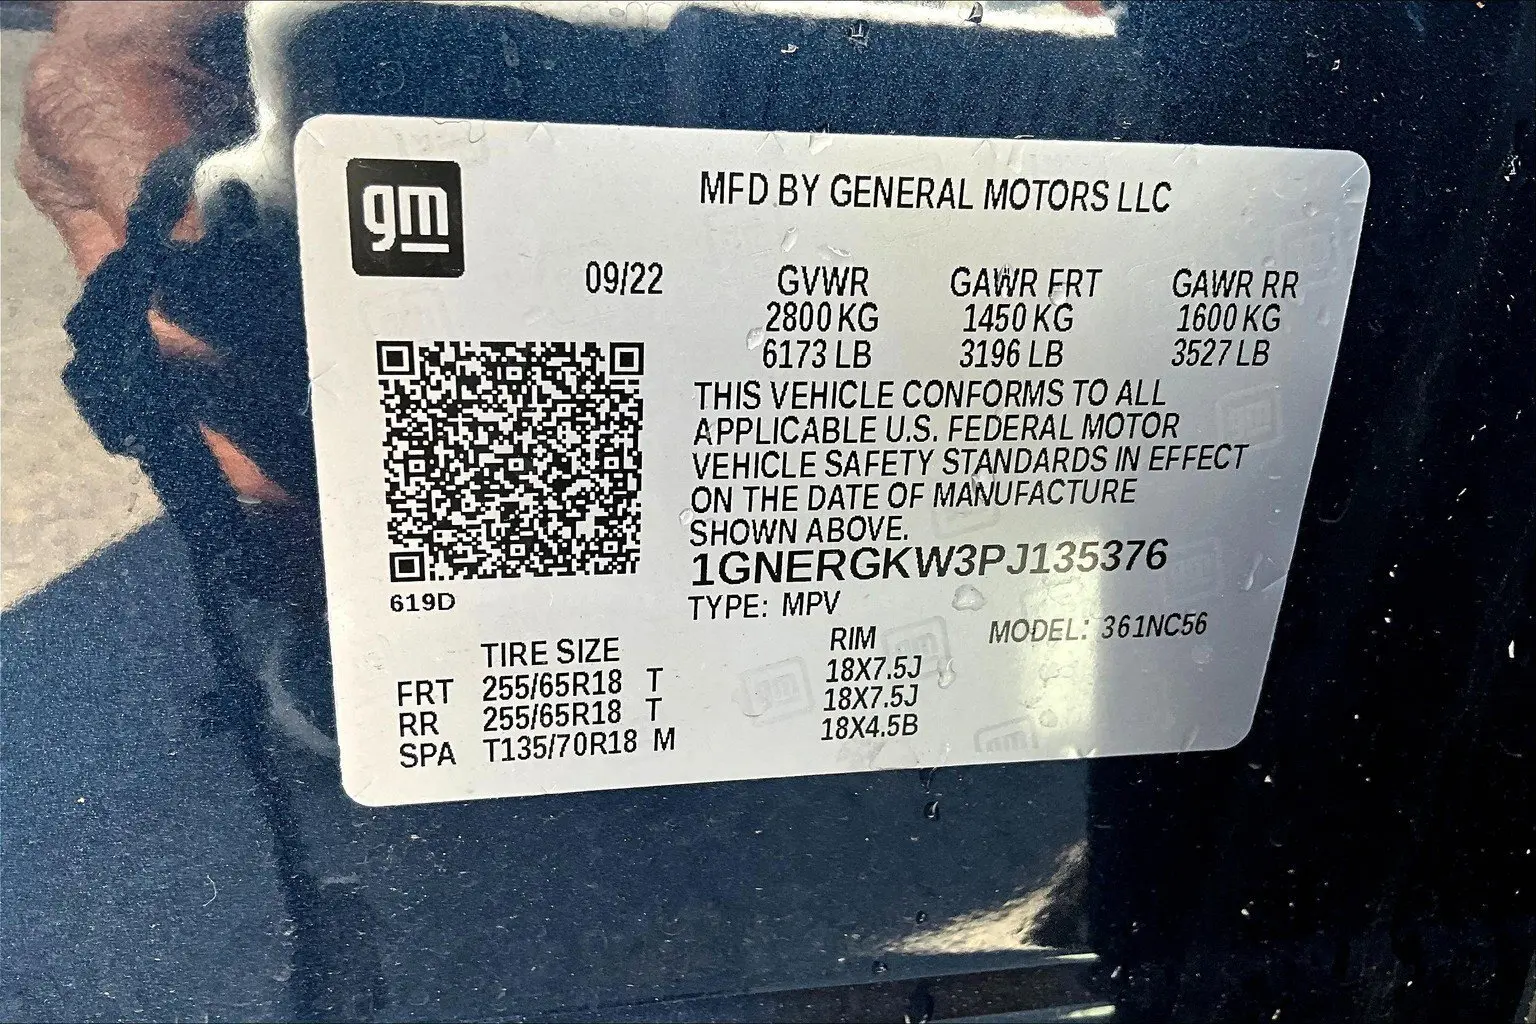 gm
MFD BY GENERAL MOTORS LLC
09/22 GVWR GAWR FRT GAWR RR
2800 KG 1450 KG 1600 KG
6173 LB 3196 LB 3527 LB
THIS VEHICLE CONFORMS TO ALL
APPLICABLE U.S. FEDERAL MOTOR
VEHICLE SAFETY STANDARDS IN EFFECT
ON THE DATE OF MANUFACTURE
SHOWN ABOVE.
1GNERGKW3PJ135376
619D
TYPE: MPV
MODEL: 361NC56
TIRE SIZE RIM
FRT 255/65R18 T 18X7.5J
RR 255/65R18 T 18X7.5J
SPA T135/70R18 M 18X4.5B